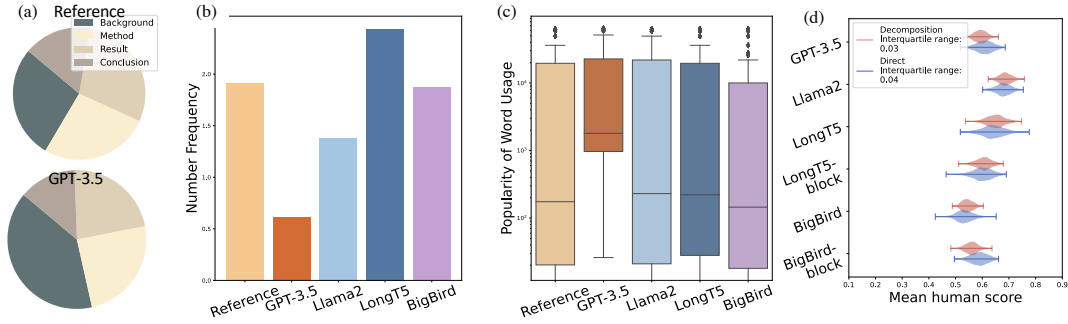 (a)
Reference
Background
Method
Result
Conclusion
GPT-3.5
(b)
Number Frequency
2.0
1.5
1.0
0.5
0.0
Reference
GPT-3.5
Llama2
LongT5
BigBird
(c)
Popularity of Word Usage
10⁴
10³
10²
Reference
GPT-3.5
Llama2
LongT5
BigBird
(d)
Decomposition
Interquartile range:
0.03
Direct
Interquartile range:
0.04
GPT-3.5
Llama2
LongT5
LongT5-
block
BigBird
BigBird-
block
0.1 0.2 0.3 0.4 0.5 0.6 0.7 0.8 0.9
Mean human score